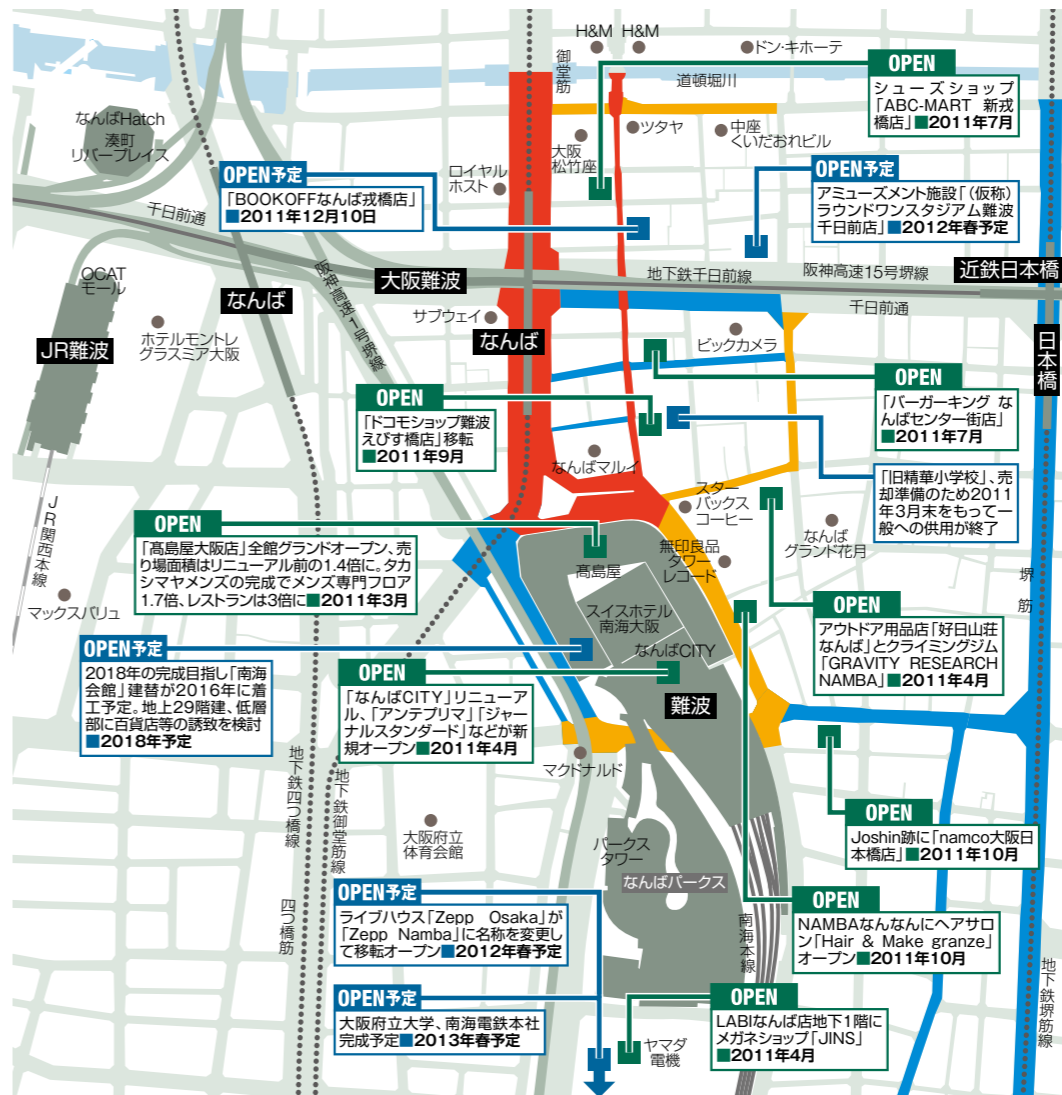 H&M
H&M
ドン・キホーテ
御堂筋
道頓堀川
OPEN
シューズショップ
「ABC-MART 新戎
橋店」■2011年7月
なんばHatch
湊町
リバープレイス
ツタヤ
中座
くいだおれビル
大阪
松竹座
ロイヤル
ホスト
OPEN予定
「BOOKOFFなんば戎橋店」
■2011年12月10日
OPEN予定
アミューズメント施設「(仮称)
ラウンドワンスタジアム難波
千日前店」■2012年春予定
千日前通
OCAT
モール
なんば
阪神高速1号堺線
大阪難波
地下鉄千日前線
阪神高速15号堺線
近鉄日本橋
千日前通
JR難波
ホテルモントレ
グラスミア大阪
サブウェイ
なんば
ビックカメラ
日本橋
OPEN
「ドコモショップ難波
えびす橋店」移転
■2011年9月
OPEN
「バーガーキング な
んばセンター街店」
■2011年7月
なんばマルイ
「旧精華小学校」、売
却準備のため2011
年3月末をもって一
般への供用が終了
スター
バックス
コーヒー
なんば
グランド花月
JR関西本線
OPEN
「髙島屋大阪店」全館グランドオープン、売
り場面積はリニューアル前の1.4倍に。タカ
シマヤメンズの完成でメンズ専門フロア
1.7倍、レストランは3倍に■2011年3月
髙島屋
無印良品
タワー
レコード
堺筋
マックスバリュ
スイスホテル
南海大阪
なんばCITY
OPEN
アウトドア用品店「好日山荘
なんば」とクライミングジム
「GRAVITY RESEARCH
NAMBA」■2011年4月
OPEN予定
2018年の完成目指し「南海
会館」建替が2016年に着
工予定。地上29階建、低層
部に百貨店等の誘致を検討
■2018年予定
OPEN
「なんばCITY」リニューア
ル、「アンテプリマ」「ジャー
ナルスタンダード」などが新
規オープン■2011年4月
難波
マクドナルド
地下鉄四つ橋線
地下鉄御堂筋線
大阪府立
体育会館
OPEN
Joshin跡に「namco大阪日
本橋店」■2011年10月
パークス
タワー
なんばパークス
四つ橋筋
OPEN予定
ライブハウス「Zepp Osaka」が
「Zepp Namba」に名称を変更し
て移転オープン■2012年春予定
南海本線
OPEN
NAMBAなんなんにヘアサロ
ン「Hair & Make granze」
オープン■2011年10月
地下鉄堺筋線
OPEN予定
大阪府立大学、南海電鉄本社
完成予定■2013年春予定
OPEN
LABIなんば店地下1階に
メガネショップ「JINS」
■2011年4月
ヤマダ
電機